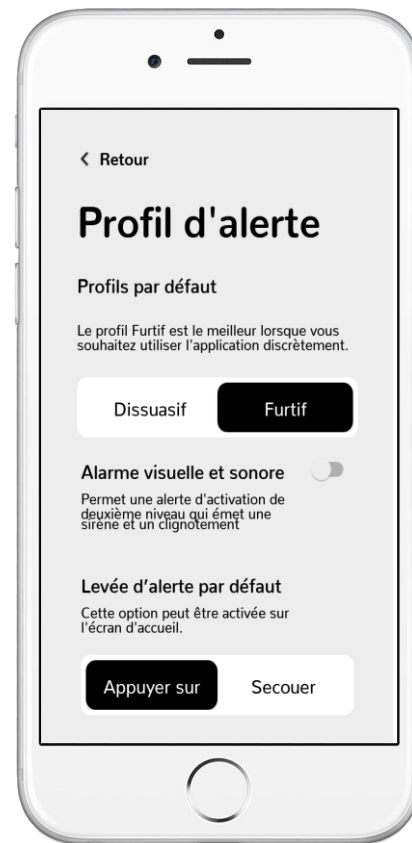 Retour
Profil d'alerte
Profils par défaut
Le profil Furtif est le meilleur lorsque vous
souhaitez utiliser l'application discrètement.
Dissuasif Furtif
Alarme visuelle et sonore
Permet une alerte d'activation de
deuxième niveau qui émet une
sirène et un clignotement
Levée d’alerte par défaut
Cette option peut être activée sur
l'écran d'accueil.
Appuyer sur Secouer